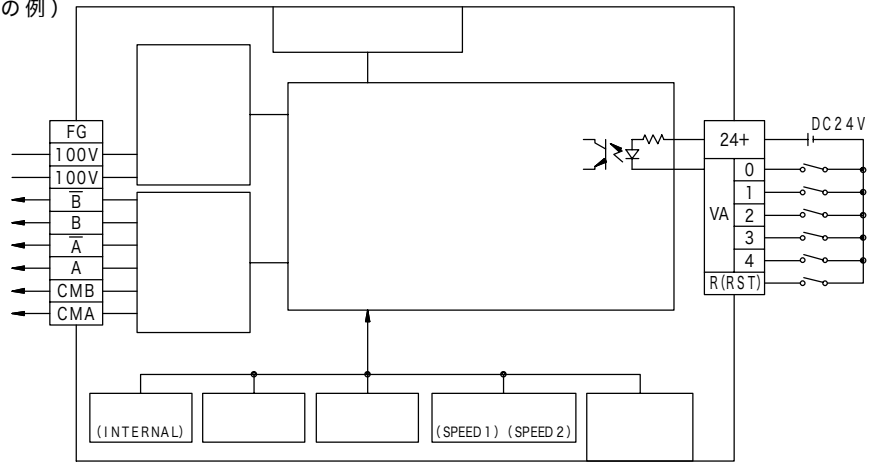 の例）
FG
100V
100V
B̅
B
A̅
A
CMB
CMA
DC24V
24+
VA
0
1
2
3
4
R(RST)
(INTERNAL)
(SPEED1) (SPEED2)